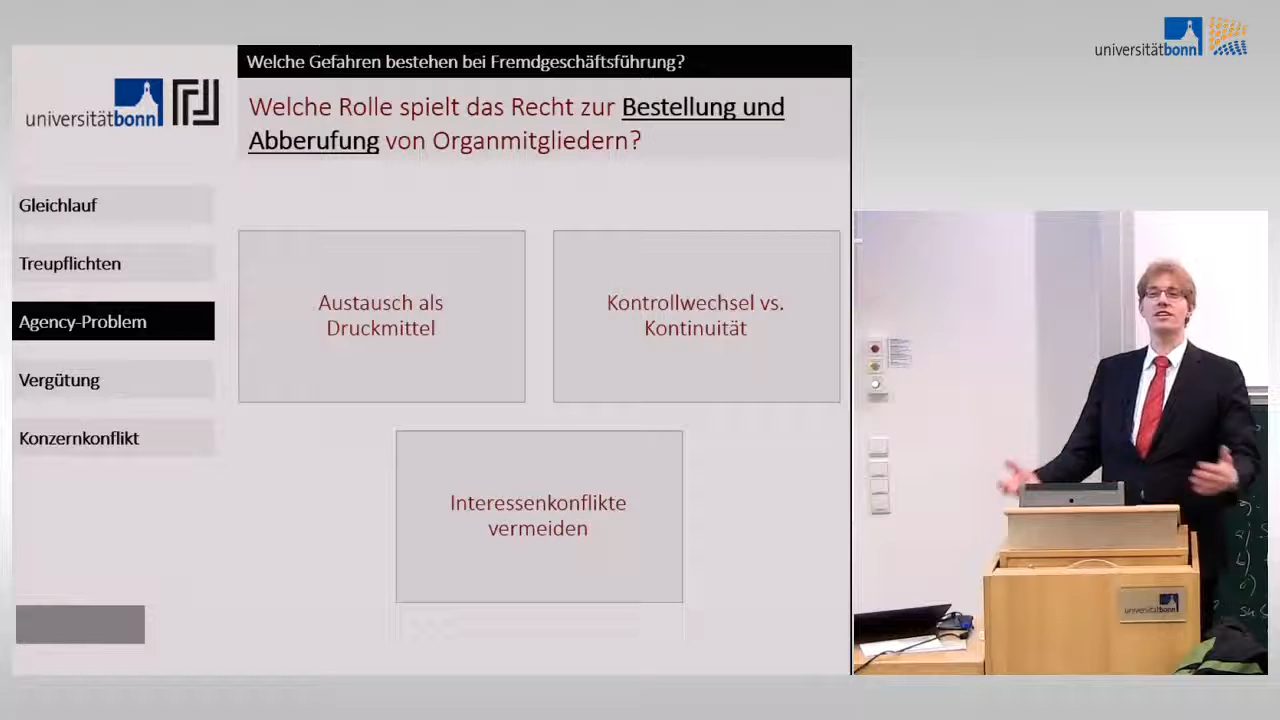 universitätbonn
Welche Gefahren bestehen bei Fremdgeschäftsführung?
universitätbonn
Welche Rolle spielt das Recht zur Bestellung und
Abberufung von Organmitgliedern?
Gleichlauf
Treupflichten
Agency-Problem
Vergütung
Konzernkonflikt
Austausch als
Druckmittel
Kontrollwechsel vs.
Kontinuität
Interessenkonflikte
vermeiden
universitätbonn